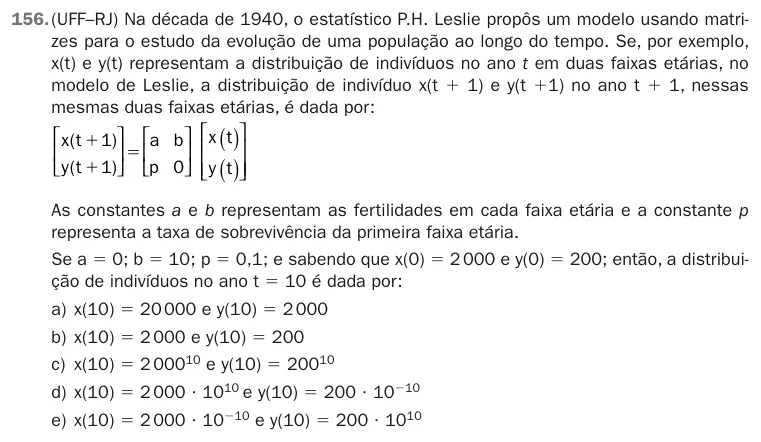 156. (UFF–RJ) Na década de 1940, o estatístico P.H. Leslie propôs um modelo usando matri-
zes para o estudo da evolução de uma população ao longo do tempo. Se, por exemplo,
x(t) e y(t) representam a distribuição de indivíduos no ano t em duas faixas etárias, no
modelo de Leslie, a distribuição de indivíduo x(t + 1) e y(t +1) no ano t + 1, nessas
mesmas duas faixas etárias, é dada por:
[x(t + 1)] = [a b] [x(t)]
[y(t + 1)] [p 0] [y(t)]
As constantes a e b representam as fertilidades em cada faixa etária e a constante p
representa a taxa de sobrevivência da primeira faixa etária.
Se a = 0; b = 10; p = 0,1; e sabendo que x(0) = 2 000 e y(0) = 200; então, a distribui-
ção de indivíduos no ano t = 10 é dada por:
a) x(10) = 20 000 e y(10) = 2 000
b) x(10) = 2 000 e y(10) = 200
c) x(10) = 2 000¹⁰ e y(10) = 200¹⁰
d) x(10) = 2 000 · 10¹⁰ e y(10) = 200 · 10⁻¹⁰
e) x(10) = 2 000 · 10⁻¹⁰ e y(10) = 200 · 10¹⁰